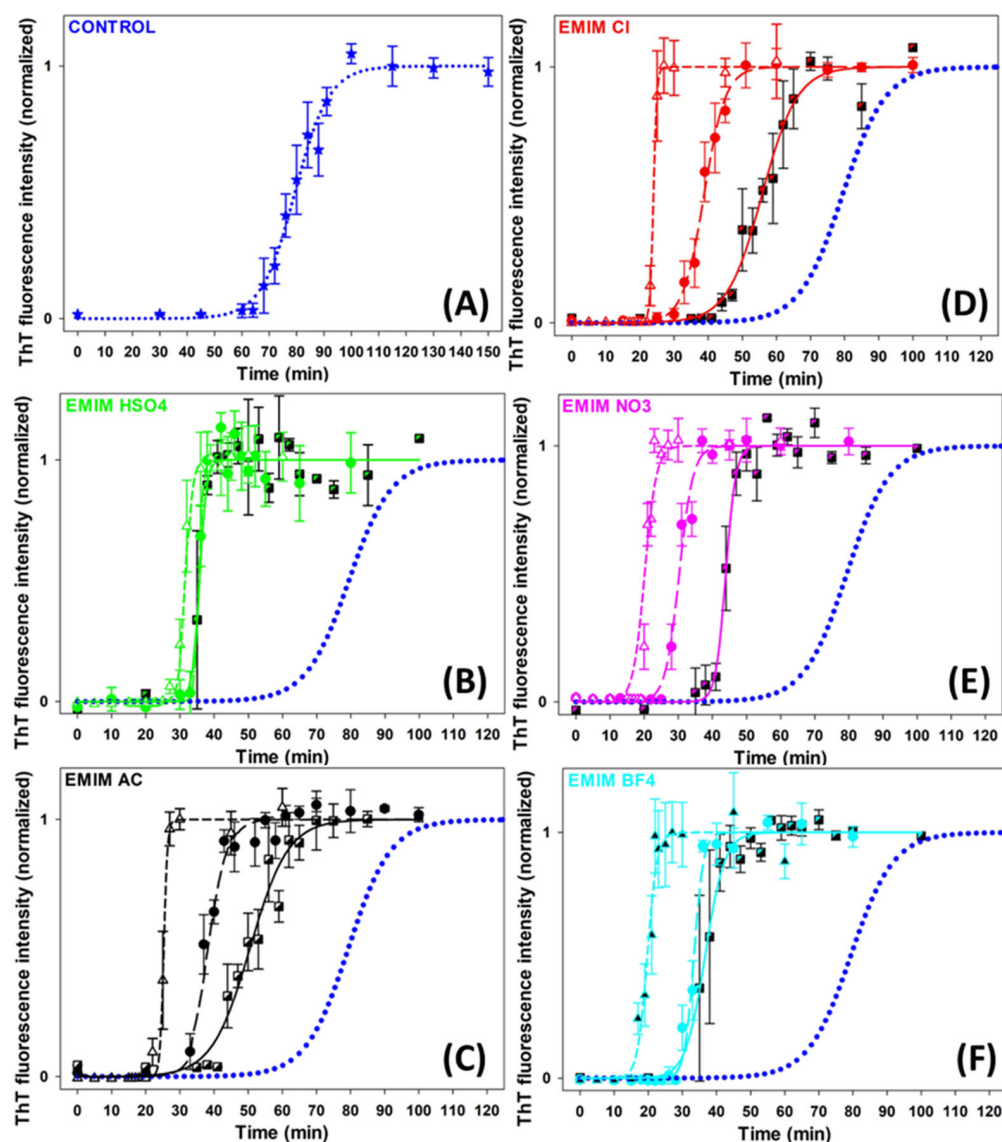 CONTROL
ThT fluorescence intensity (normalized)
1
0
(A)
0 10 20 30 40 50 60 70 80 90 100 110 120 130 140 150
Time (min)
EMIM Cl
ThT fluorescence intensity (normalized)
1
0
(D)
0 10 20 30 40 50 60 70 80 90 100 110 120
Time (min)
EMIM HSO4
ThT fluorescence intensity (normalized)
1
0
(B)
0 10 20 30 40 50 60 70 80 90 100 110 120
Time (min)
EMIM NO3
ThT fluorescence intensity (normalized)
1
0
(E)
0 10 20 30 40 50 60 70 80 90 100 110 120
Time (min)
EMIM AC
ThT fluorescence intensity (normalized)
1
0
(C)
0 10 20 30 40 50 60 70 80 90 100 110 120
Time (min)
EMIM BF4
ThT fluorescence intensity (normalized)
1
0
(F)
0 10 20 30 40 50 60 70 80 90 100 110 120
Time (min)